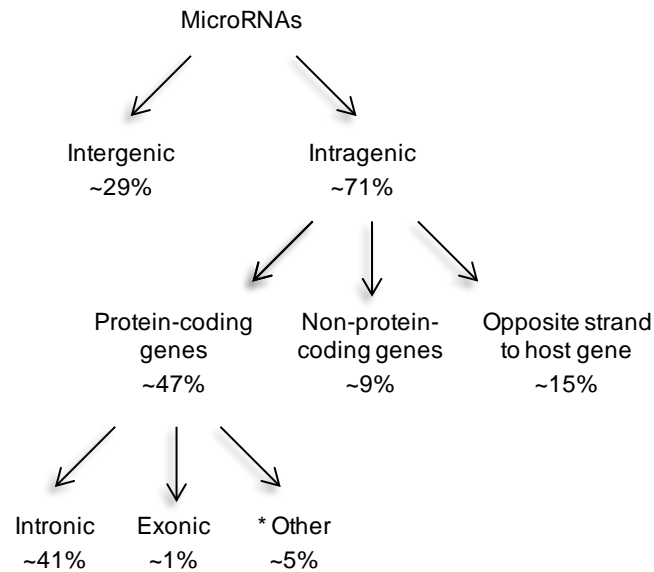 MicroRNAs
Intergenic
~29%
Intragenic
~71%
Protein-coding
genes
~47%
Non-protein-
coding genes
~9%
Opposite strand
to host gene
~15%
Intronic
~41%
Exonic
~1%
* Other
~5%